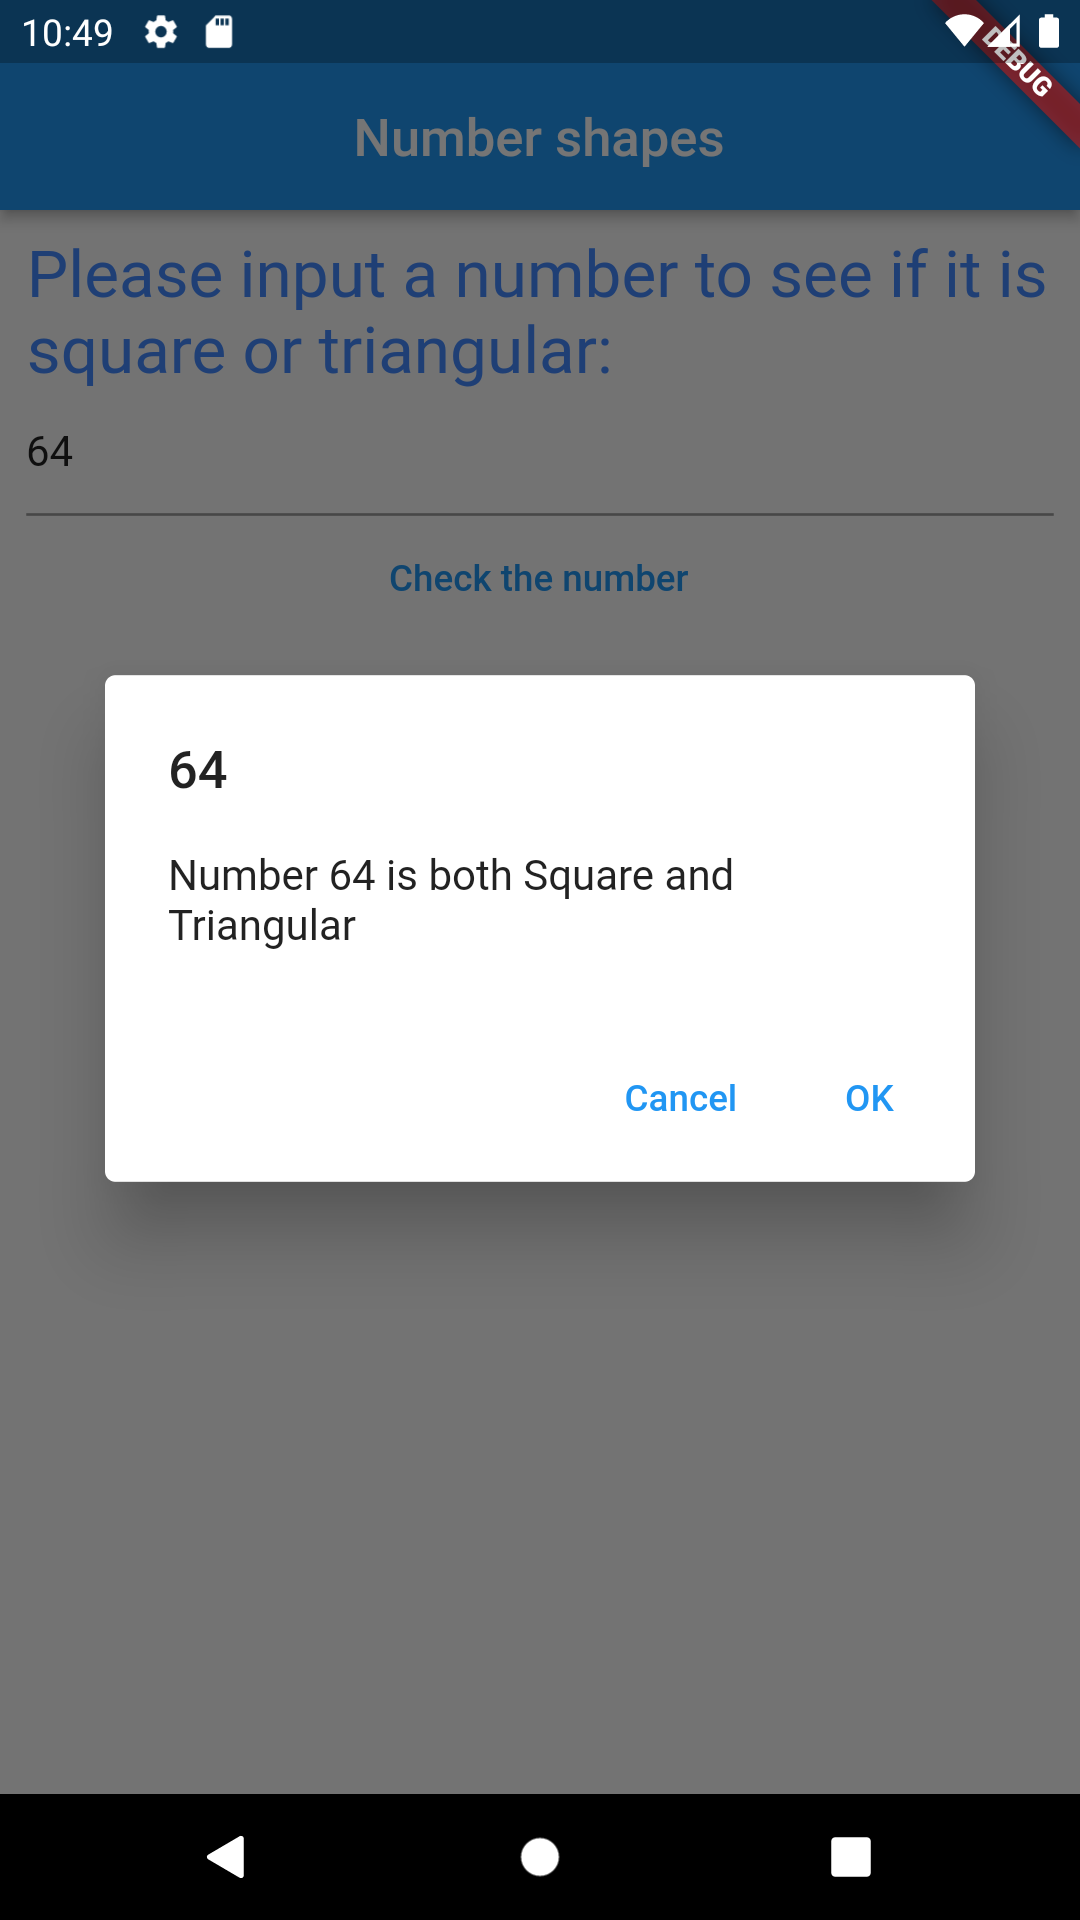 10:49
DEBUG
Number shapes
Please input a number to see if it is
square or triangular:
64
Check the number
64
Number 64 is both Square and
Triangular
Cancel OK